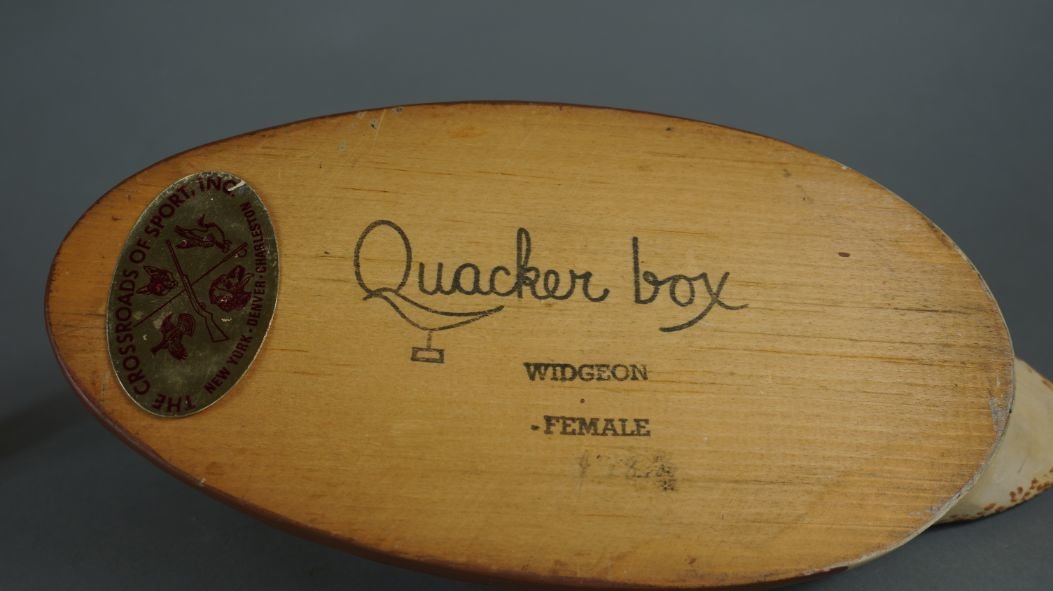 THE CROSSROADS OF SPORT, INC.
NEW YORK - DENVER - CHARLESTON
Quacker box
WIDGEON
- FEMALE